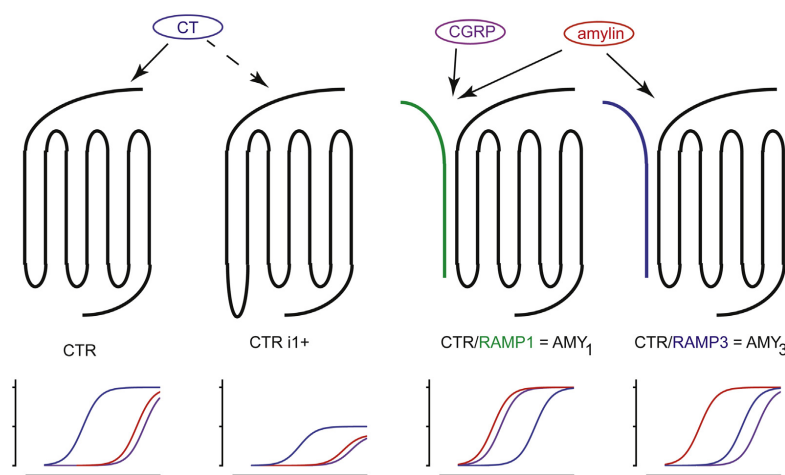 CT
CGRP
amylin
CTR
CTR i1+
CTR/RAMP1 = AMY1
CTR/RAMP3 = AMY3